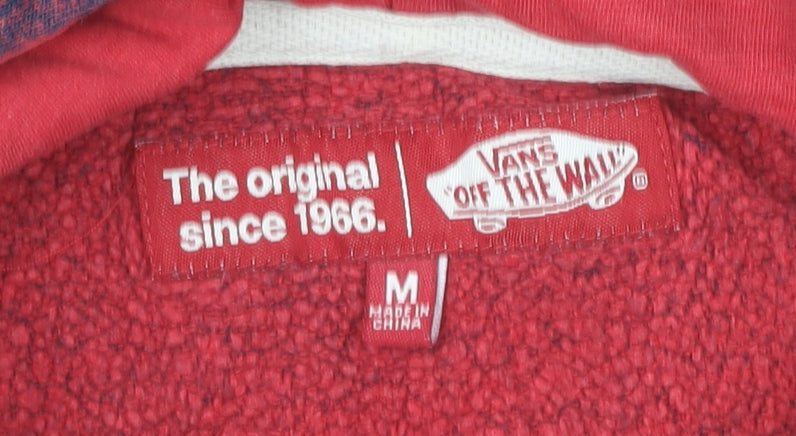 The original
since 1966.
VANS
"OFF THE WALL"
®
M
MADE IN
CHINA